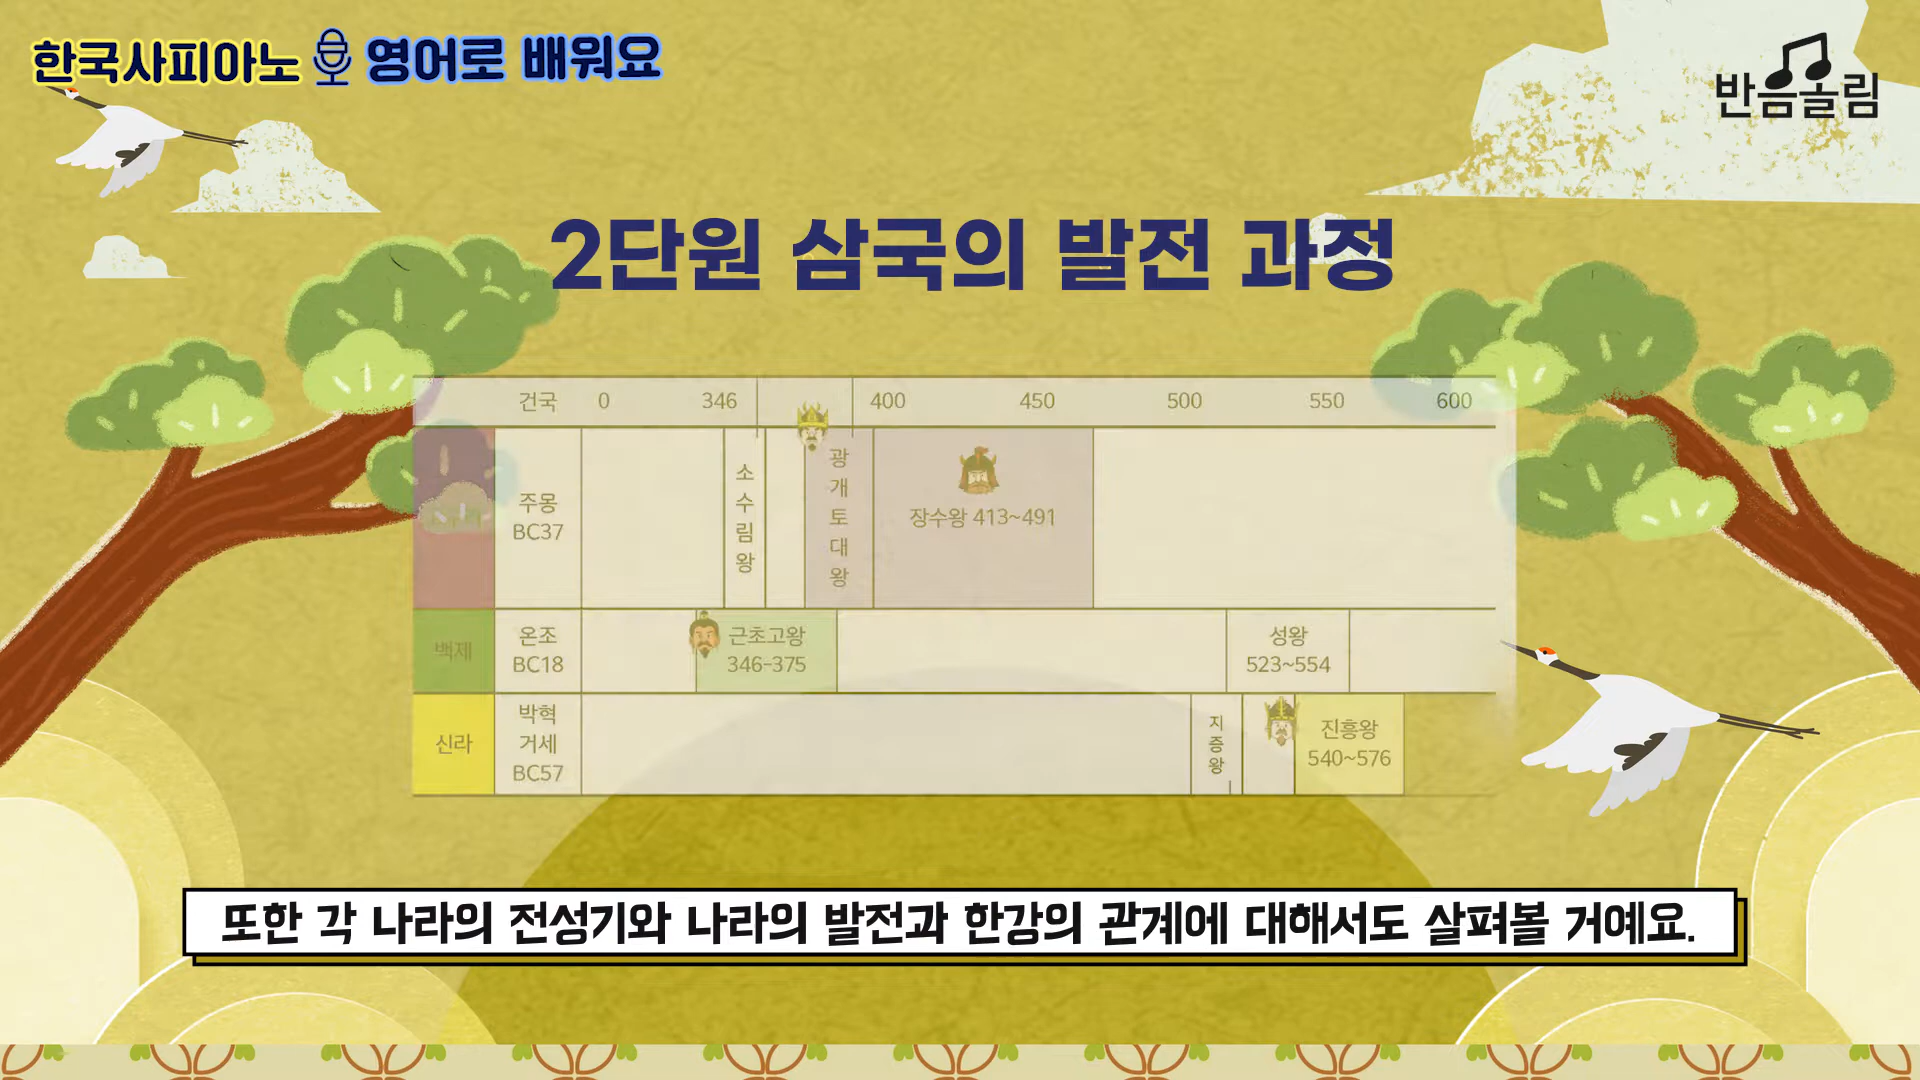 한국사피아노 영어로 배워요
반음올림
2단원 삼국의 발전 과정
건국 0 346 400 450 500 550 600
주몽
BC37
소
수
림
왕
광
개
토
대
왕
장수왕 413~491
백제
온조
BC18
근초고왕
346-375
성왕
523~554
신라
박혁
거세
BC57
지
증
왕
진흥왕
540~576
또한 각 나라의 전성기와 나라의 발전과 한강의 관계에 대해서도 살펴볼 거예요.